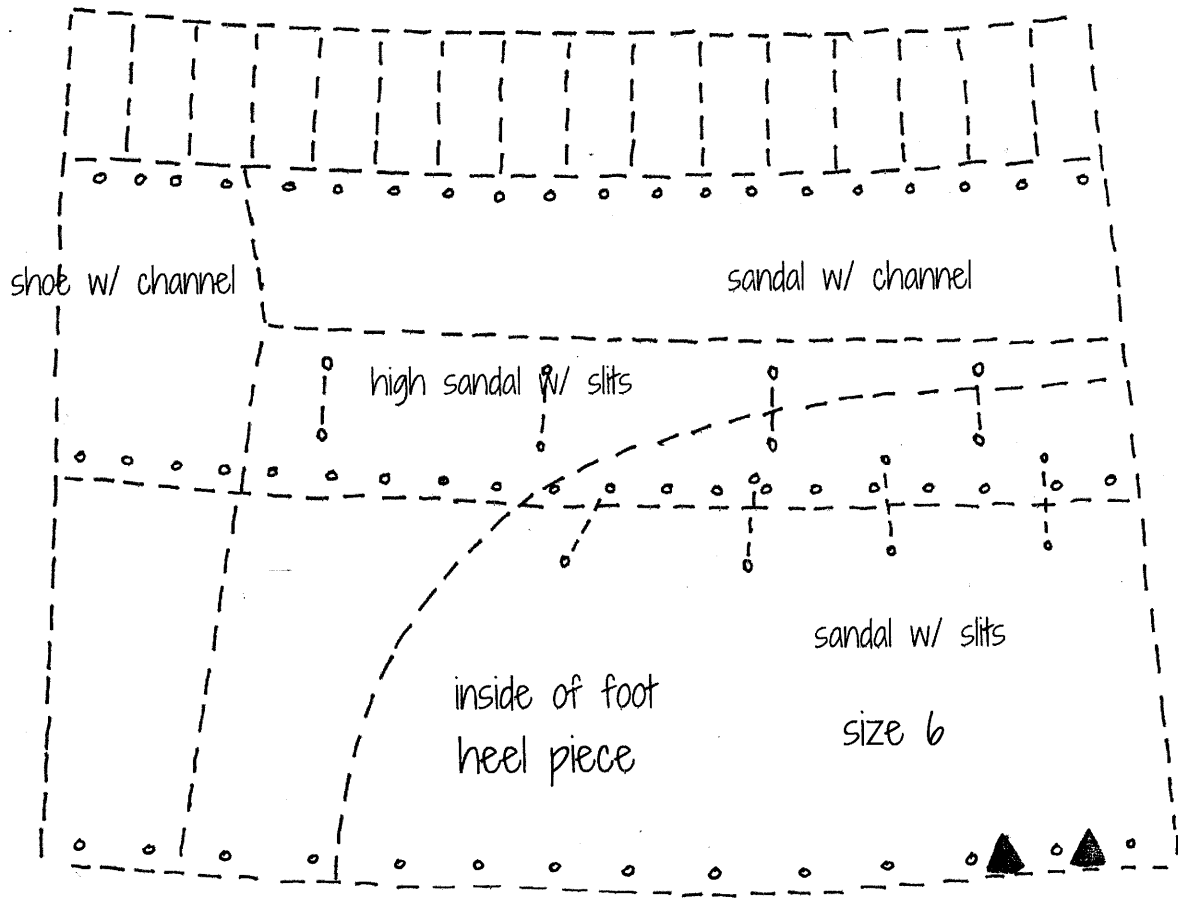 shoe w/ channel
sandal w/ channel
high sandal w/ slits
sandal w/ slits
inside of foot
heel piece
size 6